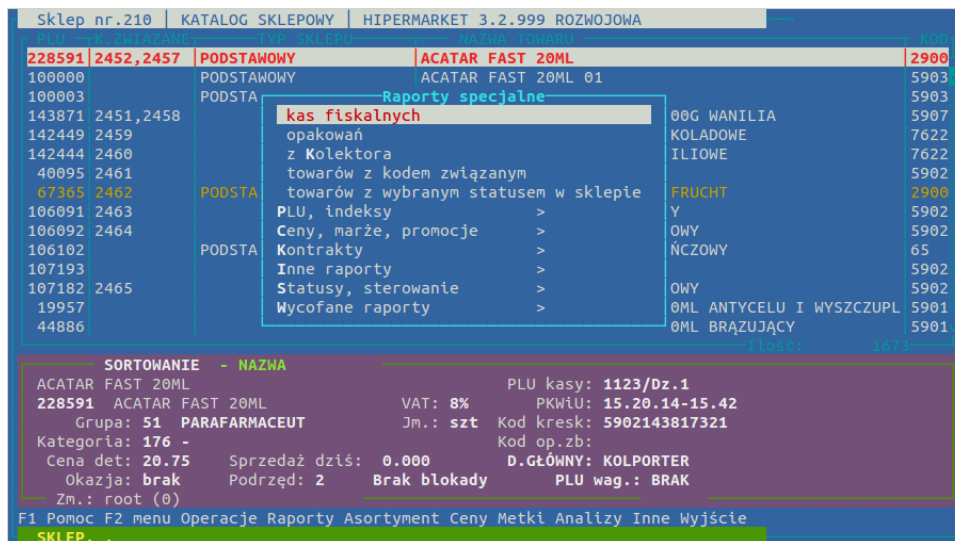 Sklep nr.210 | KATALOG SKLEPOWY | HIPERMARKET 3.2.999 ROZWOJOWA
PLU K.ZWIĄZANE TYP SKLEPU NAZWA TOWARU KOD
228591 2452,2457 PODSTAWOWY ACATAR FAST 20ML 2900
100000 PODSTAWOWY ACATAR FAST 20ML 01 5903
100003 PODSTA Raporty specjalne 5903
143871 2451,2458 kas fiskalnych 00G WANILIA 5907
142449 2459 opakowań KOLADOWE 7622
142444 2460 z Kolektora ILIOWE 7622
40095 2461 towarów z kodem związanym 5902
67365 2462 PODSTA towarów z wybranym statusem w sklepie FRUCHT 2900
106091 2463 PLU, indeksy > Y 5902
106092 2464 Ceny, marże, promocje > OWY 5902
106102 PODSTA Kontrakty > ŃCZOWY 65
107193 Inne raporty > 5902
107182 2465 Statusy, sterowanie > OWY 5902
19957 Wycofane raporty > 0ML ANTYCELU I WYSZCZUPL 5901
44886 0ML BRĄZUJĄCY 5901
Ilość: 1673
SORTOWANIE - NAZWA
ACATAR FAST 20ML PLU kasy: 1123/Dz.1
228591 ACATAR FAST 20ML VAT: 8% PKWiU: 15.20.14-15.42
Grupa: 51 PARAFARMACEUT Jm.: szt Kod kresk: 5902143817321
Kategoria: 176 - Kod op.zb:
Cena det: 20.75 Sprzedaż dziś: 0.000 D.GŁÓWNY: KOLPORTER
Okazja: brak Podrzęd: 2 Brak blokady PLU wag.: BRAK
Zm.: root (0)
F1 Pomoc F2 menu Operacje Raporty Asortyment Ceny Metki Analizy Inne Wyjście
SKLEP. .